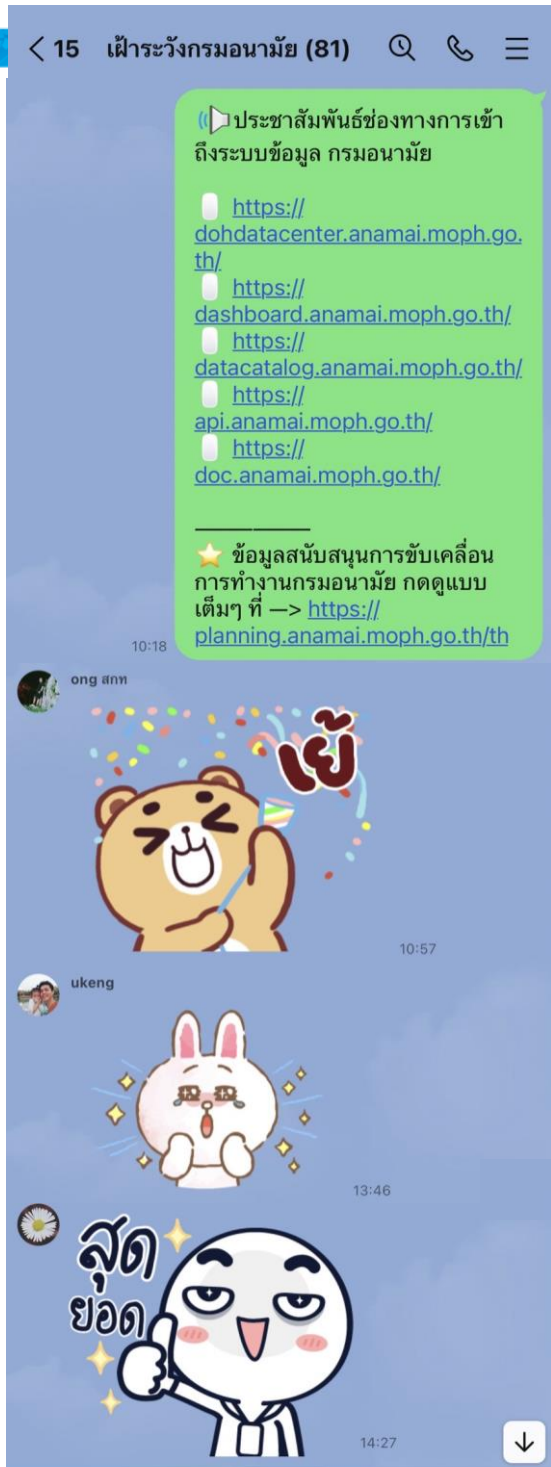 15 เฝ้าระวังกรมอนามัย (81)
ประชาสัมพันธ์ช่องทางการเข้า
ถึงระบบข้อมูล กรมอนามัย
https://
dohdatacenter.anamai.moph.go.
th/
https://
dashboard.anamai.moph.go.th/
https://
datacatalog.anamai.moph.go.th/
https://
api.anamai.moph.go.th/
https://
doc.anamai.moph.go.th/
__________
ข้อมูลสนับสนุนการขับเคลื่อน
การทำงานกรมอนามัย กดดูแบบ
เต็มๆ ที่ —> https://
planning.anamai.moph.go.th/th
10:18
ong สกท
เย้
10:57
ukeng
13:46
สุด
ยอด
14:27